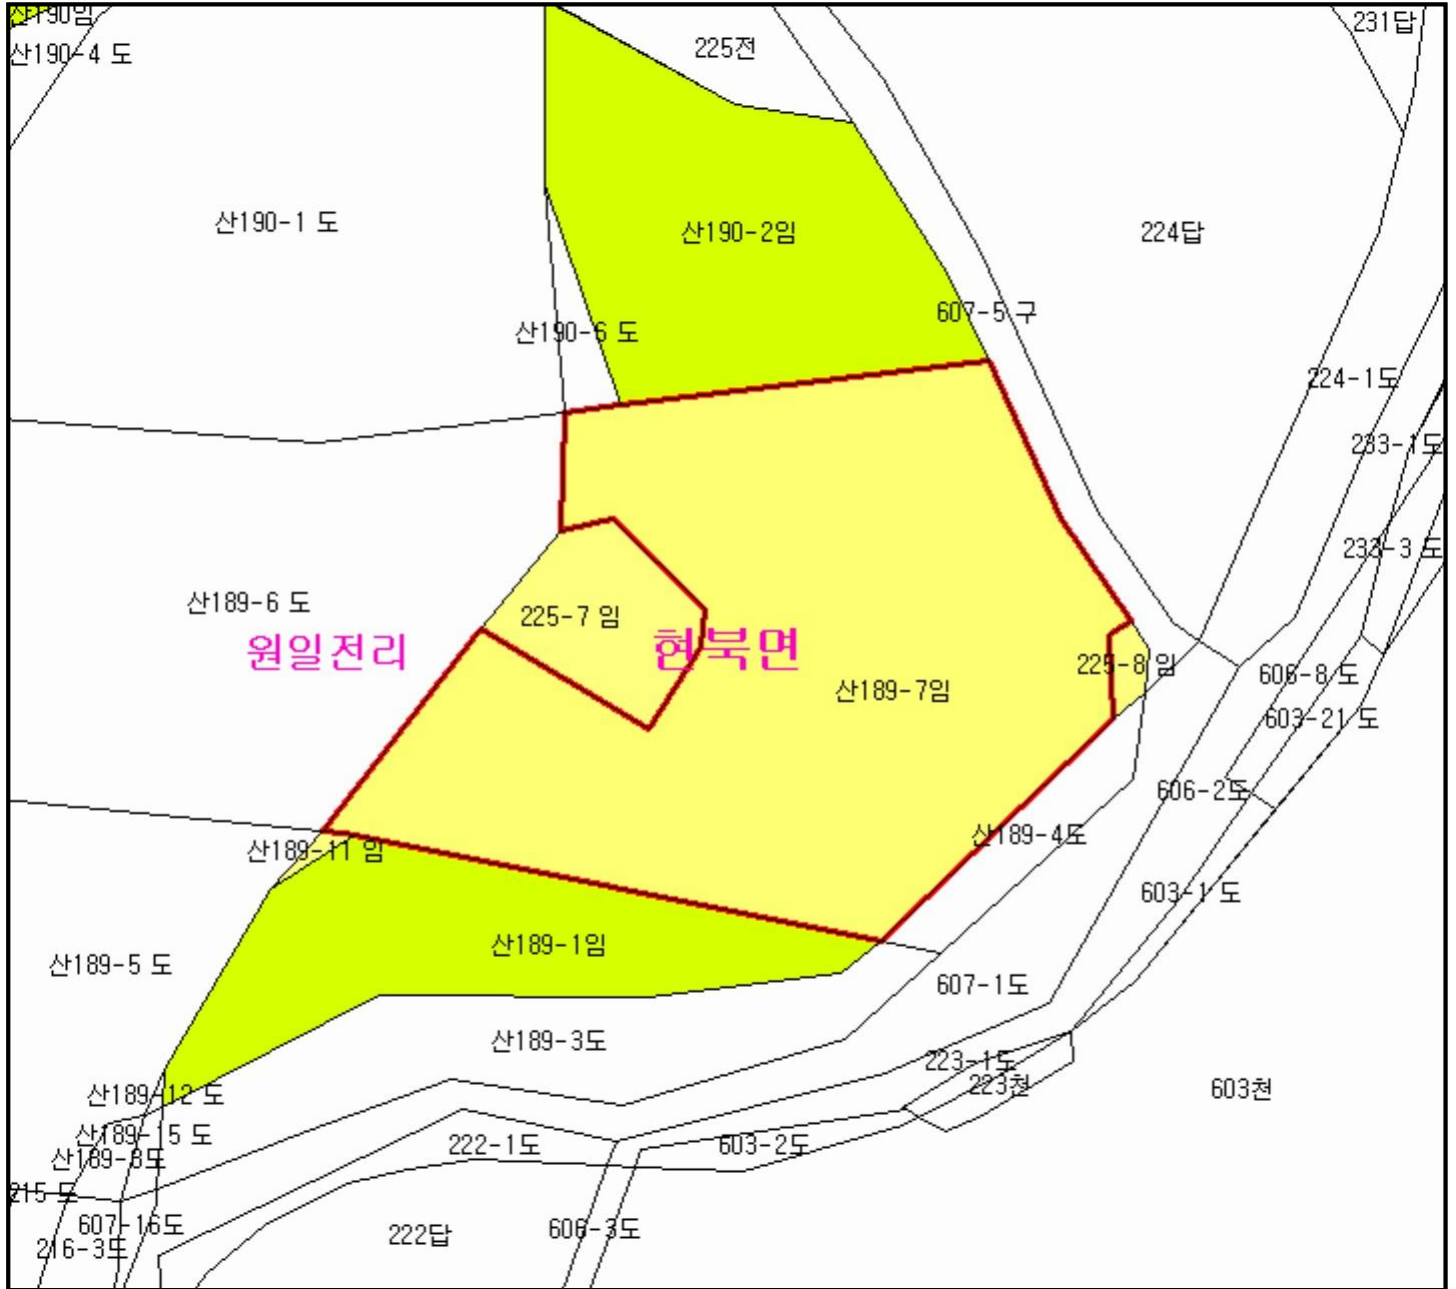 산190임
231답
225전
산190-4 도
산190-1 도
산190-2임
224답
607-5 구
산190-6 도
224-1도
233-1도
233-3 도
산189-6 도
225-7 임
원일전리
현북면
225-8 임
606-8 도
산189-7임
603-21 도
606-2도
산189-4도
산189-11 임
603-1 도
산189-1임
산189-5 도
607-1도
산189-3도
223-1도
223천
603천
산189-12 도
산189-15 도
222-1도
603-2도
산189-8도
215 도
607-16도
222답
606-3도
216-3도